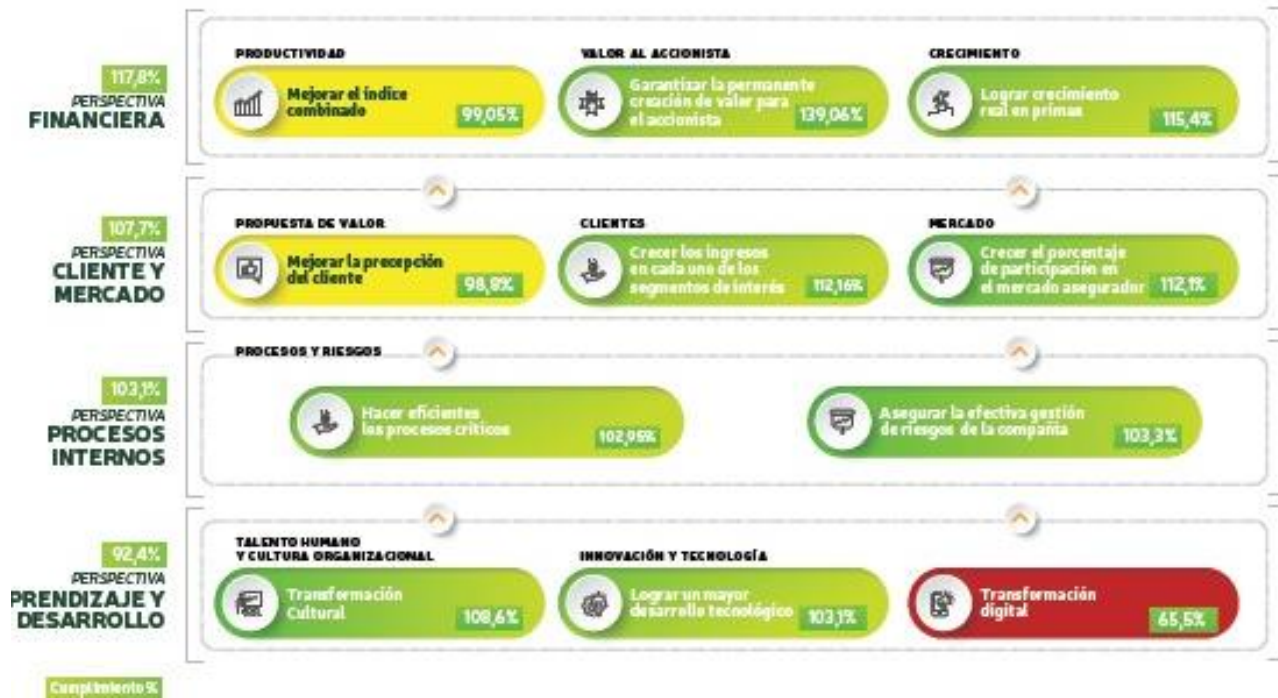 117,8%
PERSPECTIVA
FINANCIERA
PRODUCTIVIDAD
Mejorar el índice
combinado
99,05%
VALOR AL ACCIONISTA
Garantizar la permanente
creación de valor para
el accionista
139,06%
CRECIMIENTO
Lograr crecimiento
real en primas
115,4%
107,7%
PERSPECTIVA
CLIENTE Y
MERCADO
PROPUESTA DE VALOR
Mejorar la precepción
del cliente
98,8%
CLIENTES
Crecer los ingresos
en cada uno de los
segmentos de interés
112,16%
MERCADO
Crecer el porcentaje
de participación en
el mercado asegurador
112,1%
103,1%
PERSPECTIVA
PROCESOS
INTERNOS
PROCESOS Y RIESGOS
Hacer eficientes
los procesos críticos
102,95%
Asegurar la efectiva gestión
de riesgos de la compañía
103,3%
92,4%
PERSPECTIVA
PRENDIZAJE Y
DESARROLLO
TALENTO HUMANO
Y CULTURA ORGANIZACIONAL
Transformación
Cultural
108,6%
INNOVACIÓN Y TECNOLOGÍA
Lograr un mayor
desarrollo tecnológico
103,1%
Transformación
digital
65,5%
Cumplimiento %